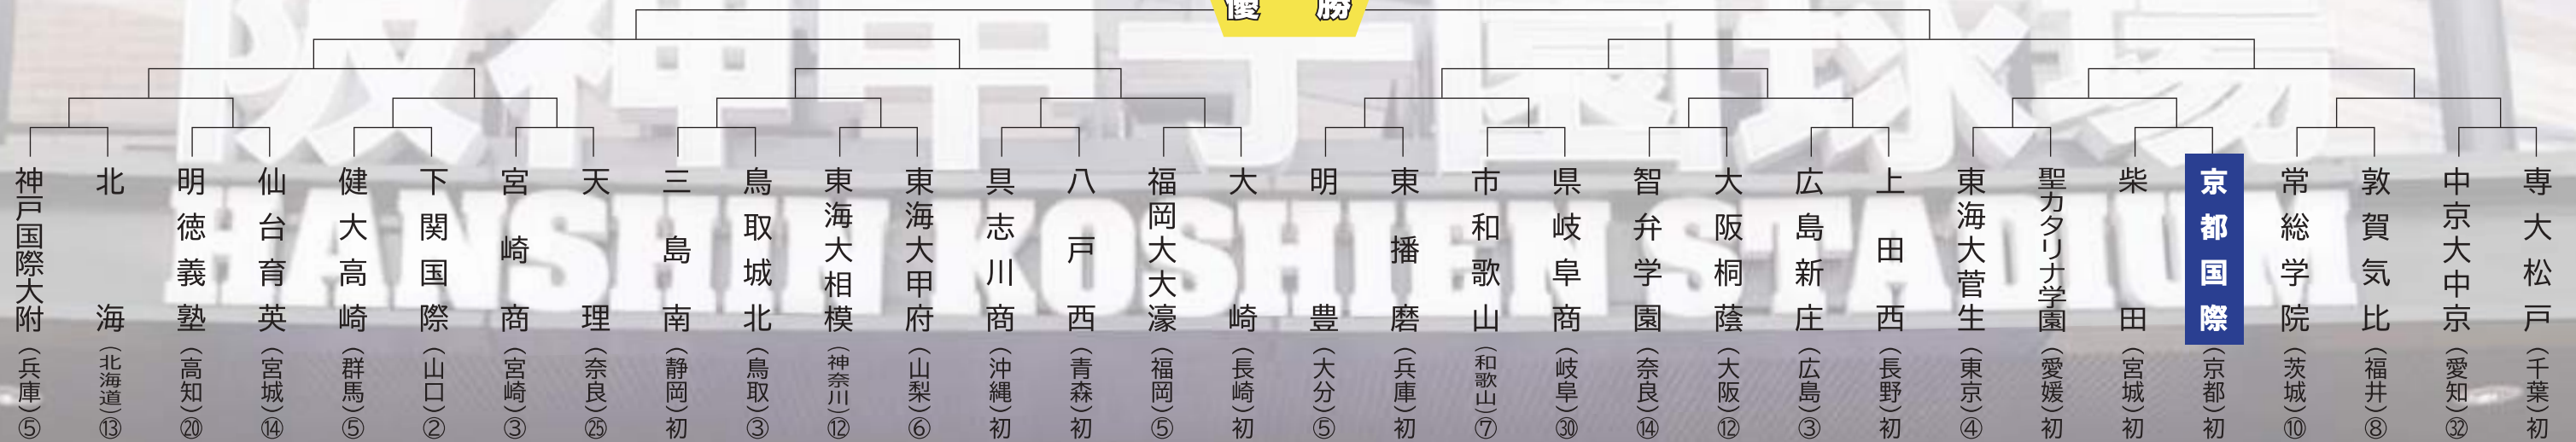 優勝
阪神甲子園球場
HANSHIN KOSHIEN STADIUM
神戸国際大附（兵庫）⑤
北海（北海道）⑬
明徳義塾（高知）⑳
仙台育英（宮城）⑭
健大高崎（群馬）⑤
下関国際（山口）②
宮崎商（宮崎）③
天理（奈良）㉕
三島南（静岡）初
鳥取城北（鳥取）③
東海大相模（神奈川）⑫
東海大甲府（山梨）⑥
具志川商（沖縄）初
八戸西（青森）初
福岡大大濠（福岡）⑤
大崎（長崎）初
明豊（大分）⑤
東播磨（兵庫）初
市和歌山（和歌山）⑦
県岐阜商（岐阜）㉚
智弁学園（奈良）⑭
大阪桐蔭（大阪）⑫
広島新庄（広島）③
上田西（長野）初
東海大菅生（東京）④
聖カタリナ学園（愛媛）初
柴田（宮城）初
京都国際（京都）初
常総学院（茨城）⑩
敦賀気比（福井）⑧
中京大中京（愛知）㉜
専大松戸（千葉）初